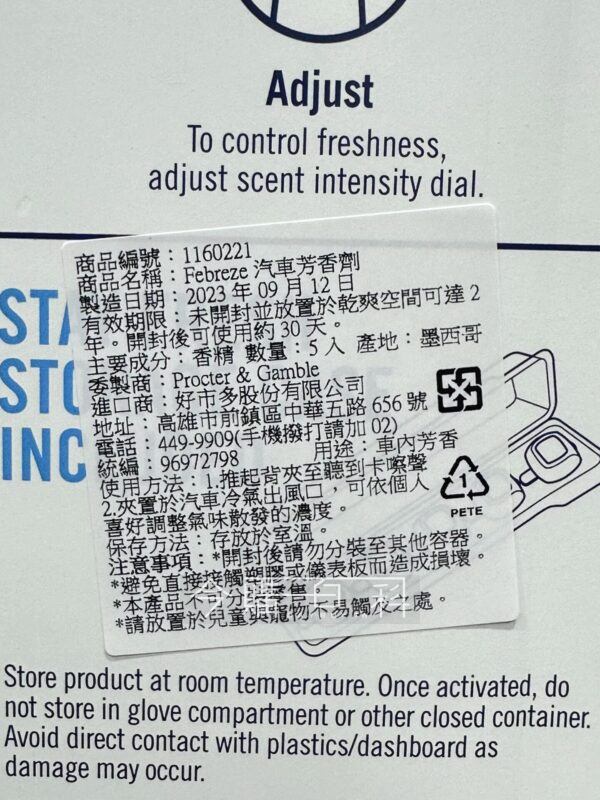 Adjust
To control freshness,
adjust scent intensity dial.
商品編號：1160221
商品名稱：Febreze 汽車芳香劑
製造日期：2023 年 09 月 12 日
有效期限：未開封並放置於乾爽空間可達 2
年。開封後可使用約 30 天。
主要成分：香精 數量：5 入 產地：墨西哥
委製商：Procter & Gamble
進口商：好市多股份有限公司
地址：高雄市前鎮區中華五路 656 號
電話：449-9909(手機撥打請加 02)
統編：96972798 用途：車內芳香
使用方法：1.推起背夾至聽到卡嚓聲
2.夾置於汽車冷氣出風口，可依個人
喜好調整氣味散發的濃度。
保存方法：存放於室溫。
注意事項：*開封後請勿分裝至其他容器。
*避免直接接觸塑膠或儀表板而造成損壞。
*本產品不可分售零售
*請放置於兒童與寵物不易觸及之處。
1
PETE
STA
STO
INC
Store product at room temperature. Once activated, do
not store in glove compartment or other closed container.
Avoid direct contact with plastics/dashboard as
damage may occur.